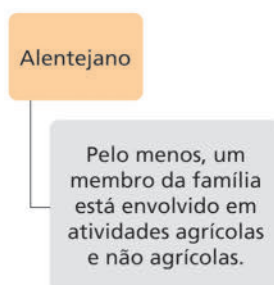 Alentejano
Pelo menos, um
membro da família
está envolvido em
atividades agrícolas
e não agrícolas.